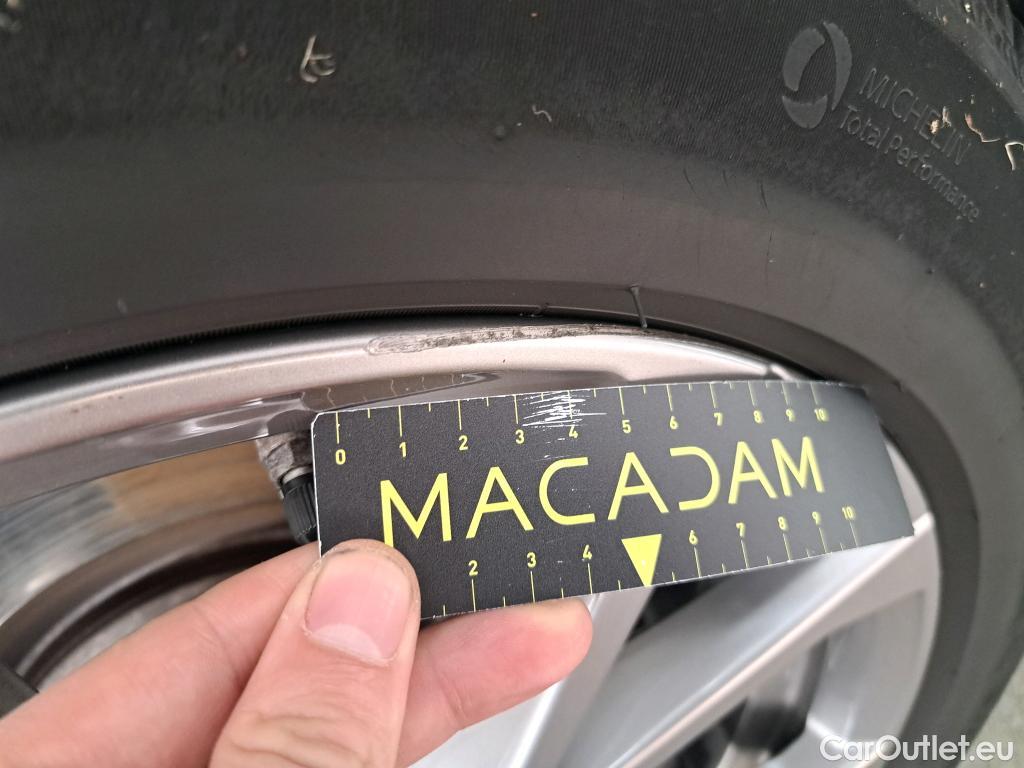 MICHELIN
Total Performance
0 1 2 3 4 5 6 7 8 9 10
MACADAM
2 3 4 6 7 8 9 10
CarOutlet.eu